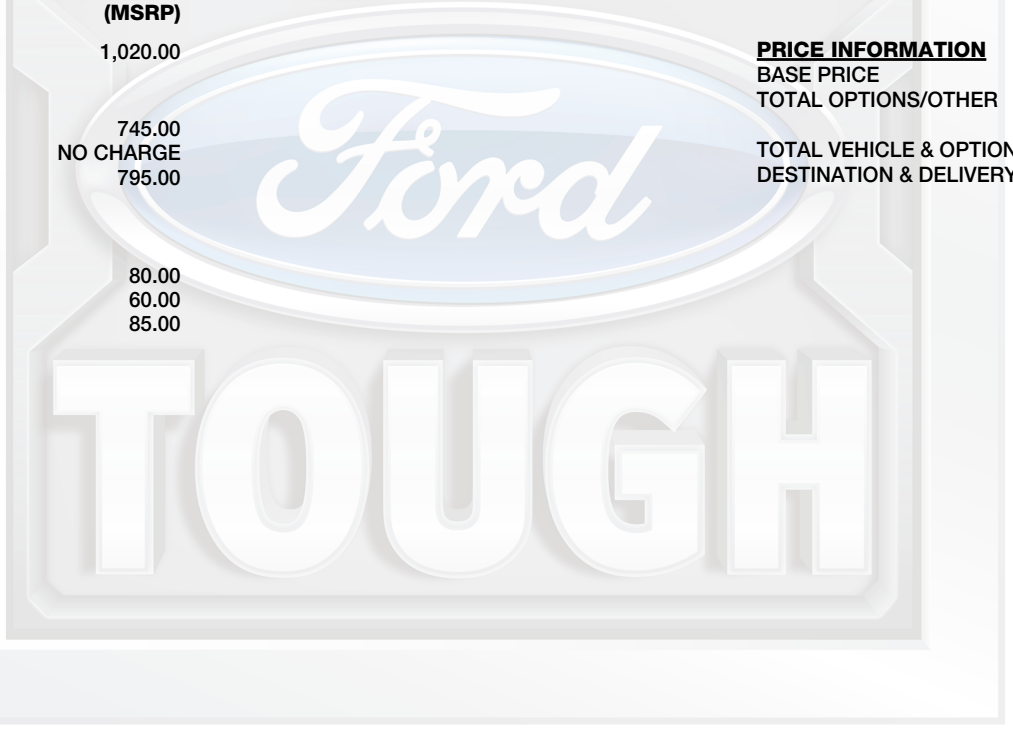 (MSRP)
1,020.00
745.00
NO CHARGE
795.00
80.00
60.00
85.00
PRICE INFORMATION
BASE PRICE
TOTAL OPTIONS/OTHER
TOTAL VEHICLE & OPTION
DESTINATION & DELIVERY
Ford
TOUGH